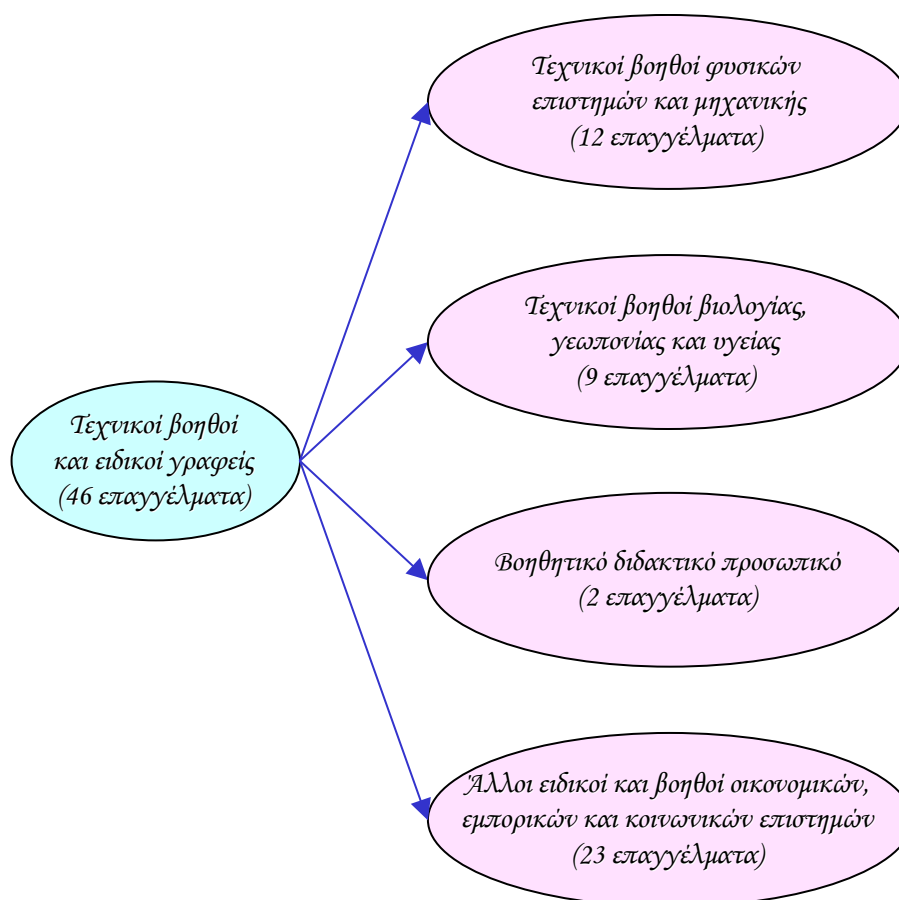 Τεχνικοί βοηθοί φυσικών
επιστημών και μηχανικής
(12 επαγγέλματα)
Τεχνικοί βοηθοί βιολογίας,
γεωπονίας και υγείας
(9 επαγγέλματα)
Τεχνικοί βοηθοί
και ειδικοί γραφείς
(46 επαγγέλματα)
Βοηθητικό διδακτικό προσωπικό
(2 επαγγέλματα)
Άλλοι ειδικοί και βοηθοί οικονομικών,
εμπορικών και κοινωνικών επιστημών
(23 επαγγέλματα)